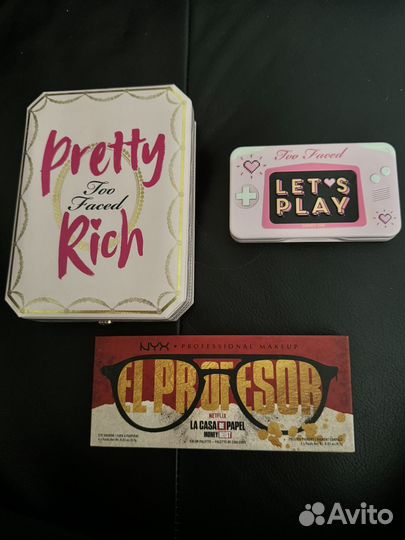 Pretty
Too
Faced
Rich
Too Faced
LET'S
PLAY
NYX • PROFESSIONAL MAKEUP
EL PROFESOR
NETFLIX
LA CASA DE PAPEL
MONEY HEIST
Avito